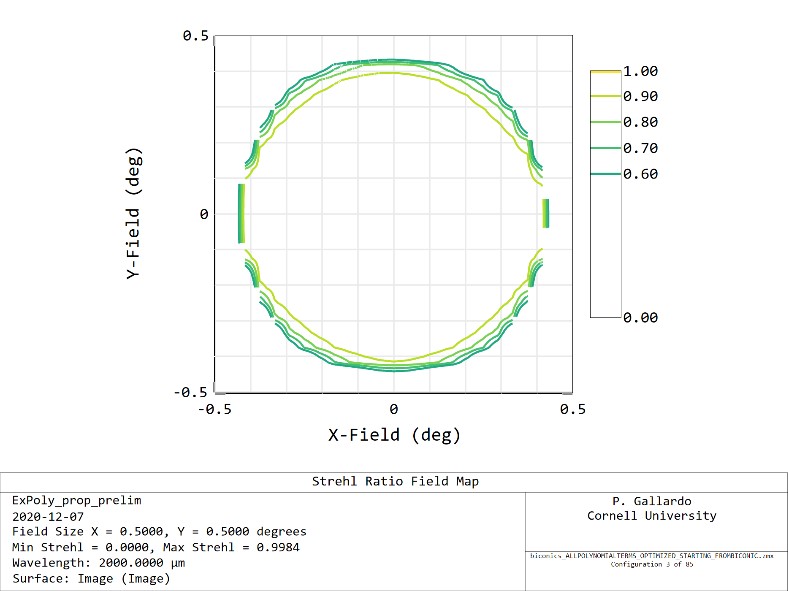 0.5
0
-0.5
Y-Field (deg)
-0.5 0 0.5
X-Field (deg)
1.00
0.90
0.80
0.70
0.60
0.00
Strehl Ratio Field Map
ExPoly_prop_prelim
2020-12-07
Field Size X = 0.5000, Y = 0.5000 degrees
Min Strehl = 0.0000, Max Strehl = 0.9984
Wavelength: 2000.0000 µm
Surface: Image (Image)
P. Gallardo
Cornell University
biconics_ALLPOLYNOMIALTERMS_OPTIMIZED_STARTING_FROMBICONIC.zmx
Configuration 3 of 85